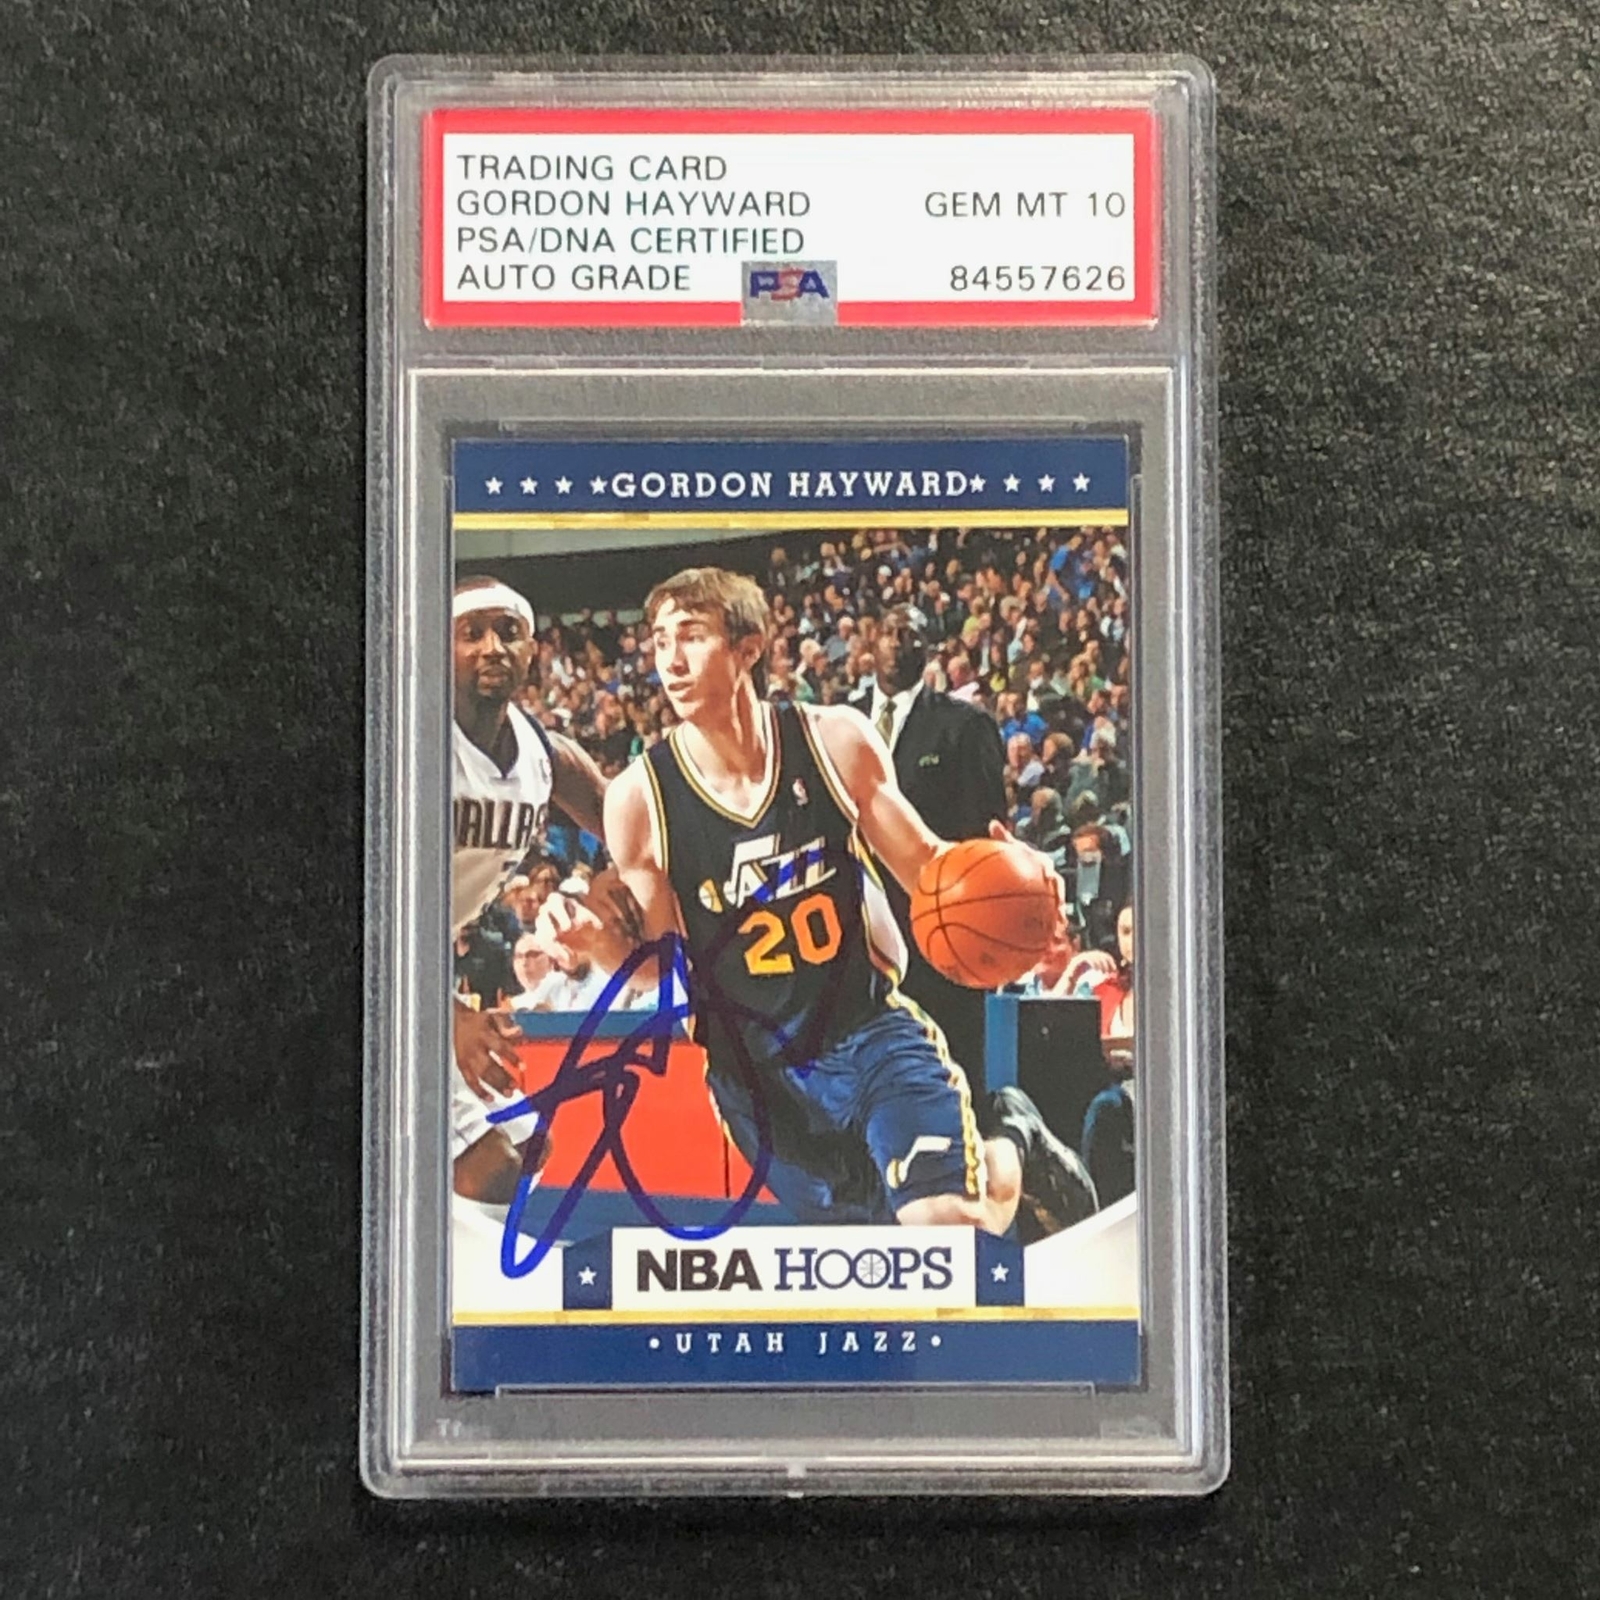 TRADING CARD
GORDON HAYWARD GEM MT 10
PSA/DNA CERTIFIED
AUTO GRADE PSA 84557626
★ ★ ★ ★GORDON HAYWARD★ ★ ★ ★
DALLAS
JAZZ
20
NBA HOOPS
•UTAH JAZZ•